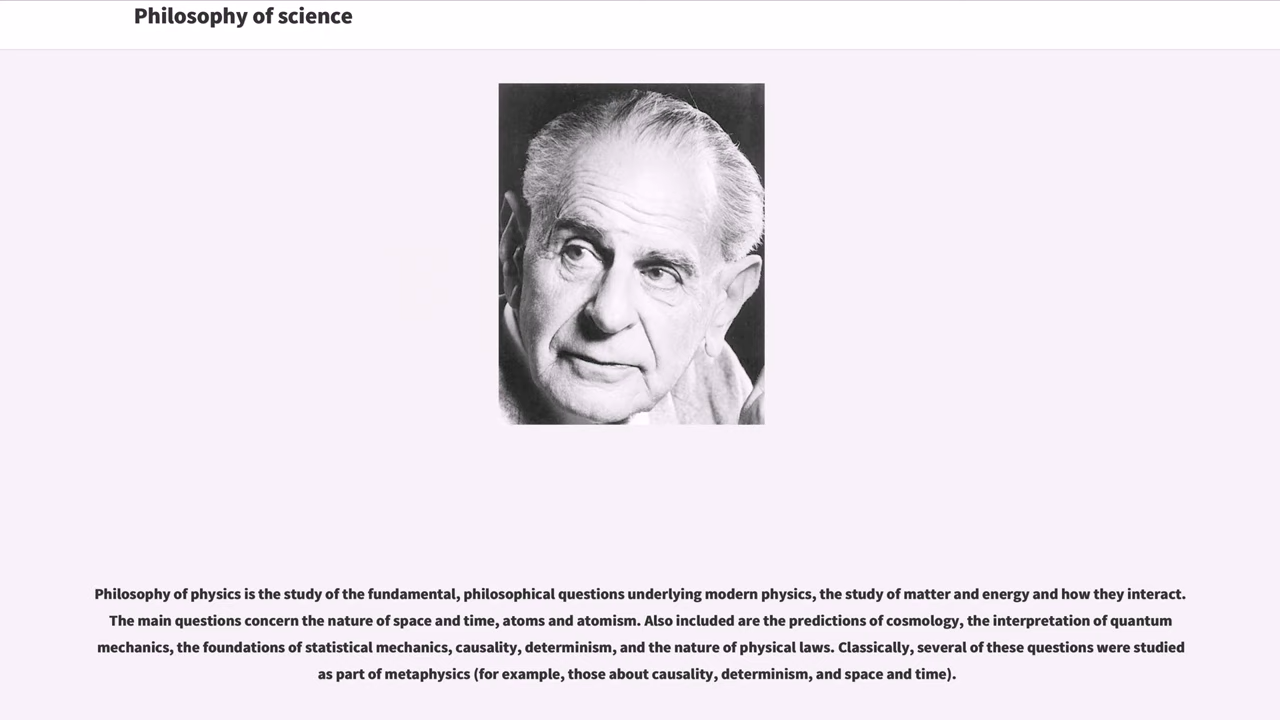 Philosophy of science
Philosophy of physics is the study of the fundamental, philosophical questions underlying modern physics, the study of matter and energy and how they interact.
The main questions concern the nature of space and time, atoms and atomism. Also included are the predictions of cosmology, the interpretation of quantum
mechanics, the foundations of statistical mechanics, causality, determinism, and the nature of physical laws. Classically, several of these questions were studied
as part of metaphysics (for example, those about causality, determinism, and space and time).